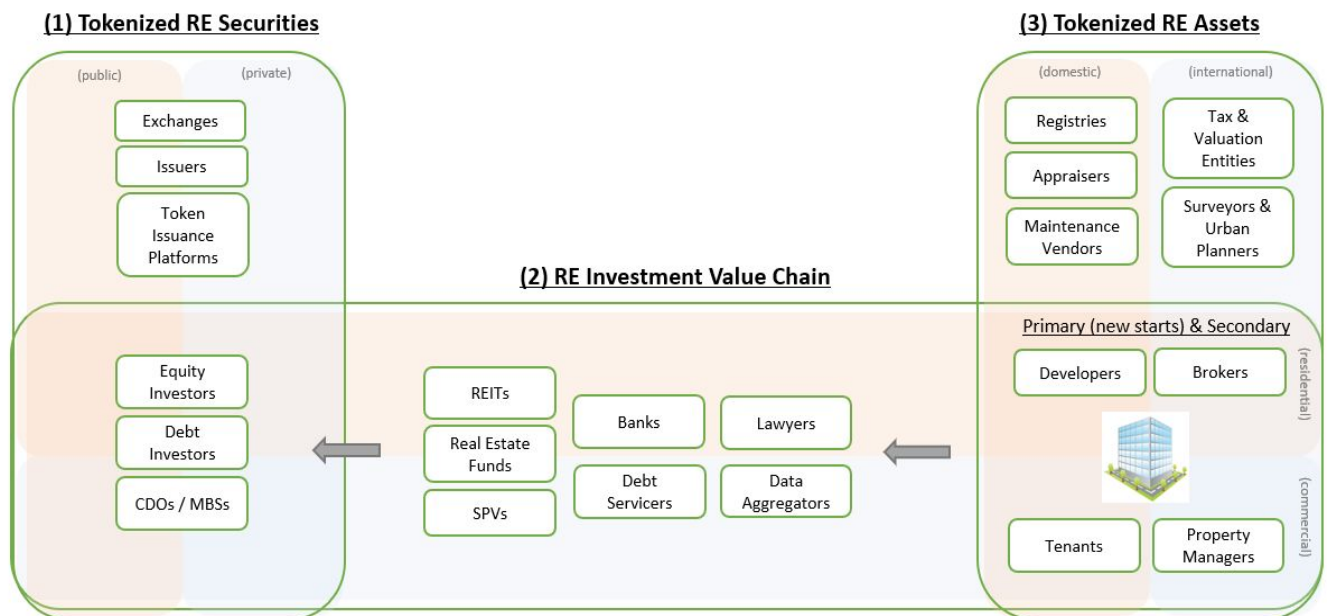 (1) Tokenized RE Securities
(public)
(private)
Exchanges
Issuers
Token
Issuance
Platforms
Equity
Investors
Debt
Investors
CDOs / MBSs
(2) RE Investment Value Chain
REITs
Real Estate
Funds
SPVs
Banks
Debt
Servicers
Lawyers
Data
Aggregators
(3) Tokenized RE Assets
(domestic)
(international)
Registries
Appraisers
Maintenance
Vendors
Tax &
Valuation
Entities
Surveyors &
Urban
Planners
Primary (new starts) & Secondary
Developers
Brokers
(residential)
Tenants
Property
Managers
(commercial)